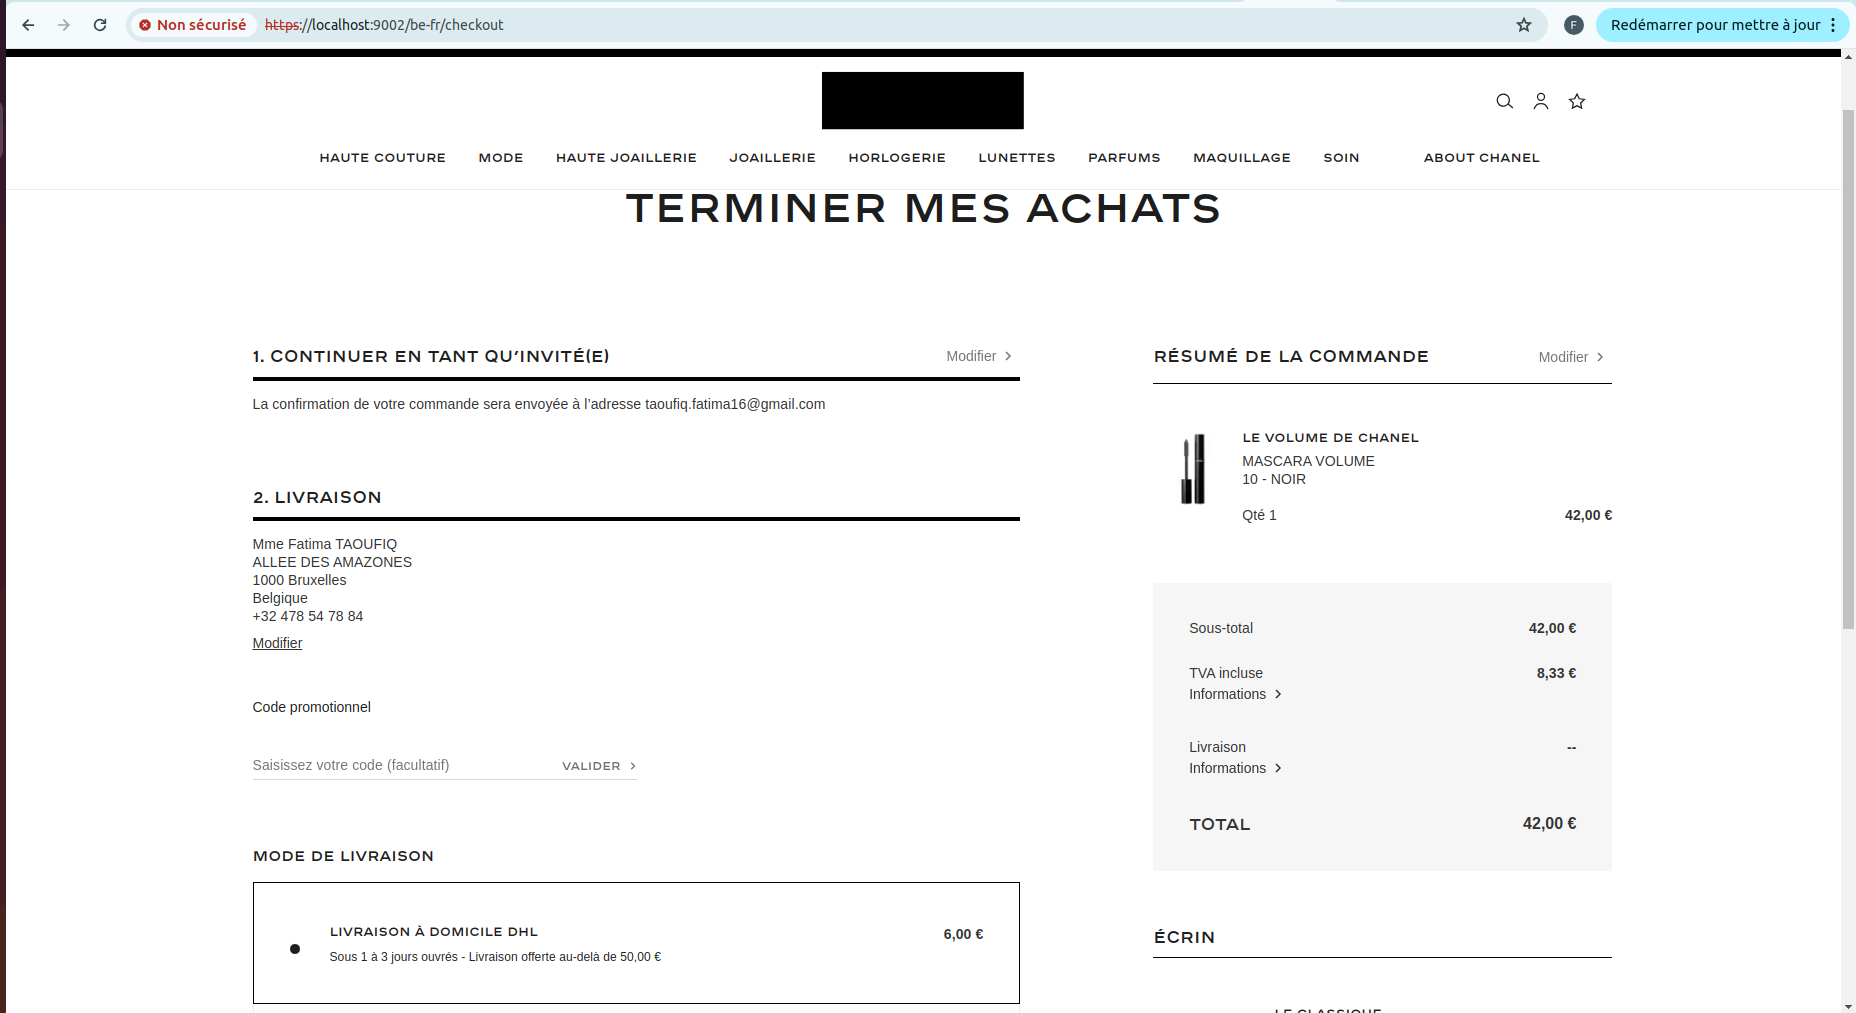 Non sécurisé https://localhost:9002/be-fr/checkout F Redémarrer pour mettre à jour
HAUTE COUTURE MODE HAUTE JOAILLERIE JOAILLERIE HORLOGERIE LUNETTES PARFUMS MAQUILLAGE SOIN ABOUT CHANEL
TERMINER MES ACHATS
1. CONTINUER EN TANT QU'INVITÉ(E) Modifier
La confirmation de votre commande sera envoyée à l'adresse taoufiq.fatima16@gmail.com
2. LIVRAISON
Mme Fatima TAOUFIQ
ALLEE DES AMAZONES
1000 Bruxelles
Belgique
+32 478 54 78 84
Modifier
Code promotionnel
Saisissez votre code (facultatif) VALIDER
MODE DE LIVRAISON
LIVRAISON À DOMICILE DHL 6,00 €
Sous 1 à 3 jours ouvrés - Livraison offerte au-delà de 50,00 €
RÉSUMÉ DE LA COMMANDE Modifier
LE VOLUME DE CHANEL
MASCARA VOLUME
10 - NOIR
Qté 1 42,00 €
Sous-total 42,00 €
TVA incluse 8,33 €
Informations
Livraison --
Informations
TOTAL 42,00 €
ÉCRIN
LE CLASSIQUE